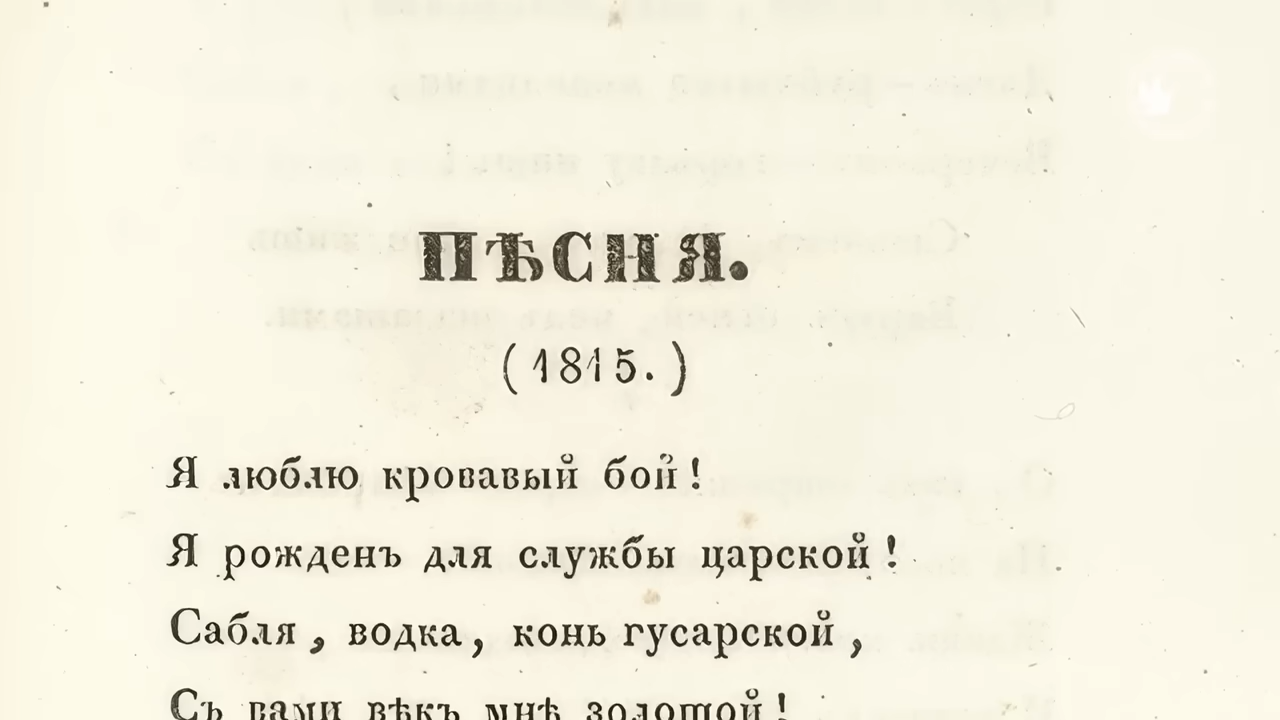 ПѢСНЯ.
(1815.)
Я люблю кровавый бой!
Я рожденъ для службы царской!
Сабля, водка, конь гусарской,
Съ вами вѣкъ мнѣ золотой!